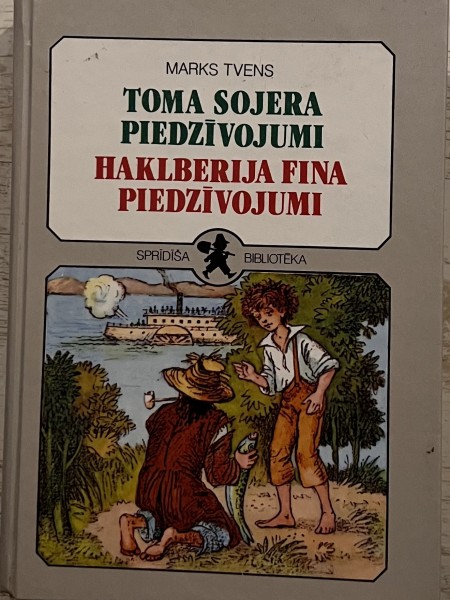 MARKS TVENS
TOMA SOJERA
PIEDZĪVOJUMI
HAKLBERIJA FINA
PIEDZĪVOJUMI
SPRĪDĪŠA BIBLIOTĒKA